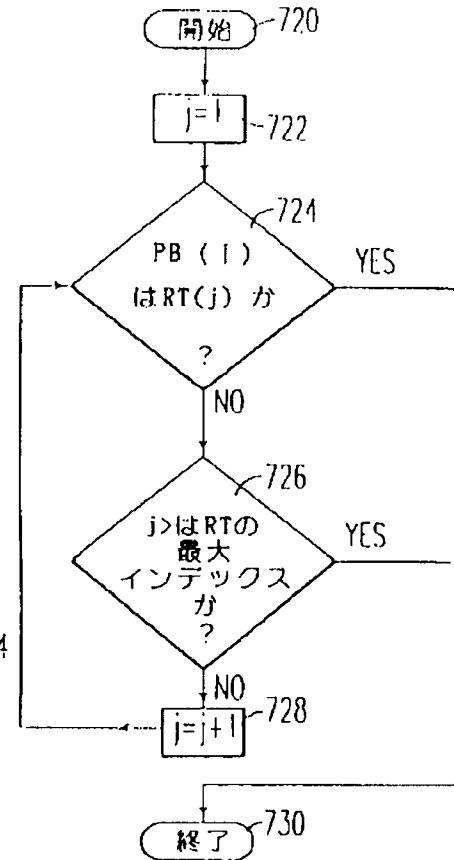 開始
720
j=1
722
724
PB (i)
はRT(j) か
?
YES
NO
726
j>はRTの
最大
インデックス
か
?
YES
NO
4
j=j+1
728
終了
730